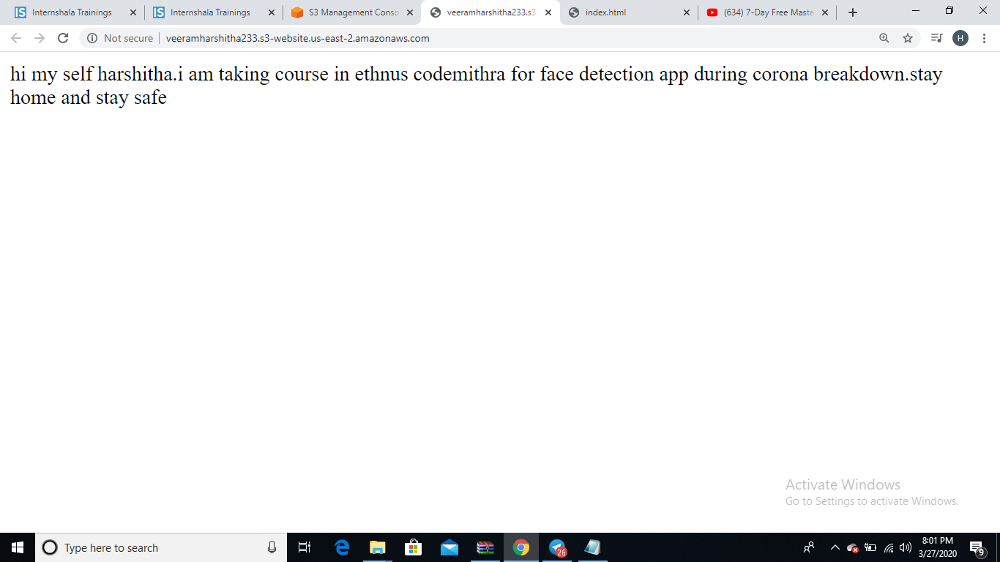 Internshala Trainings
Internshala Trainings
S3 Management Conso
veeramharshitha233.s3-
index.html
(634) 7-Day Free Maste
Not secure
veeramharshitha233.s3-website.us-east-2.amazonaws.com
H
hi my self harshitha.i am taking course in ethnus codemithra for face detection app during corona breakdown.stay
home and stay safe
Activate Windows
Go to Settings to activate Windows.
Type here to search
26
8:01 PM
3/27/2020
9